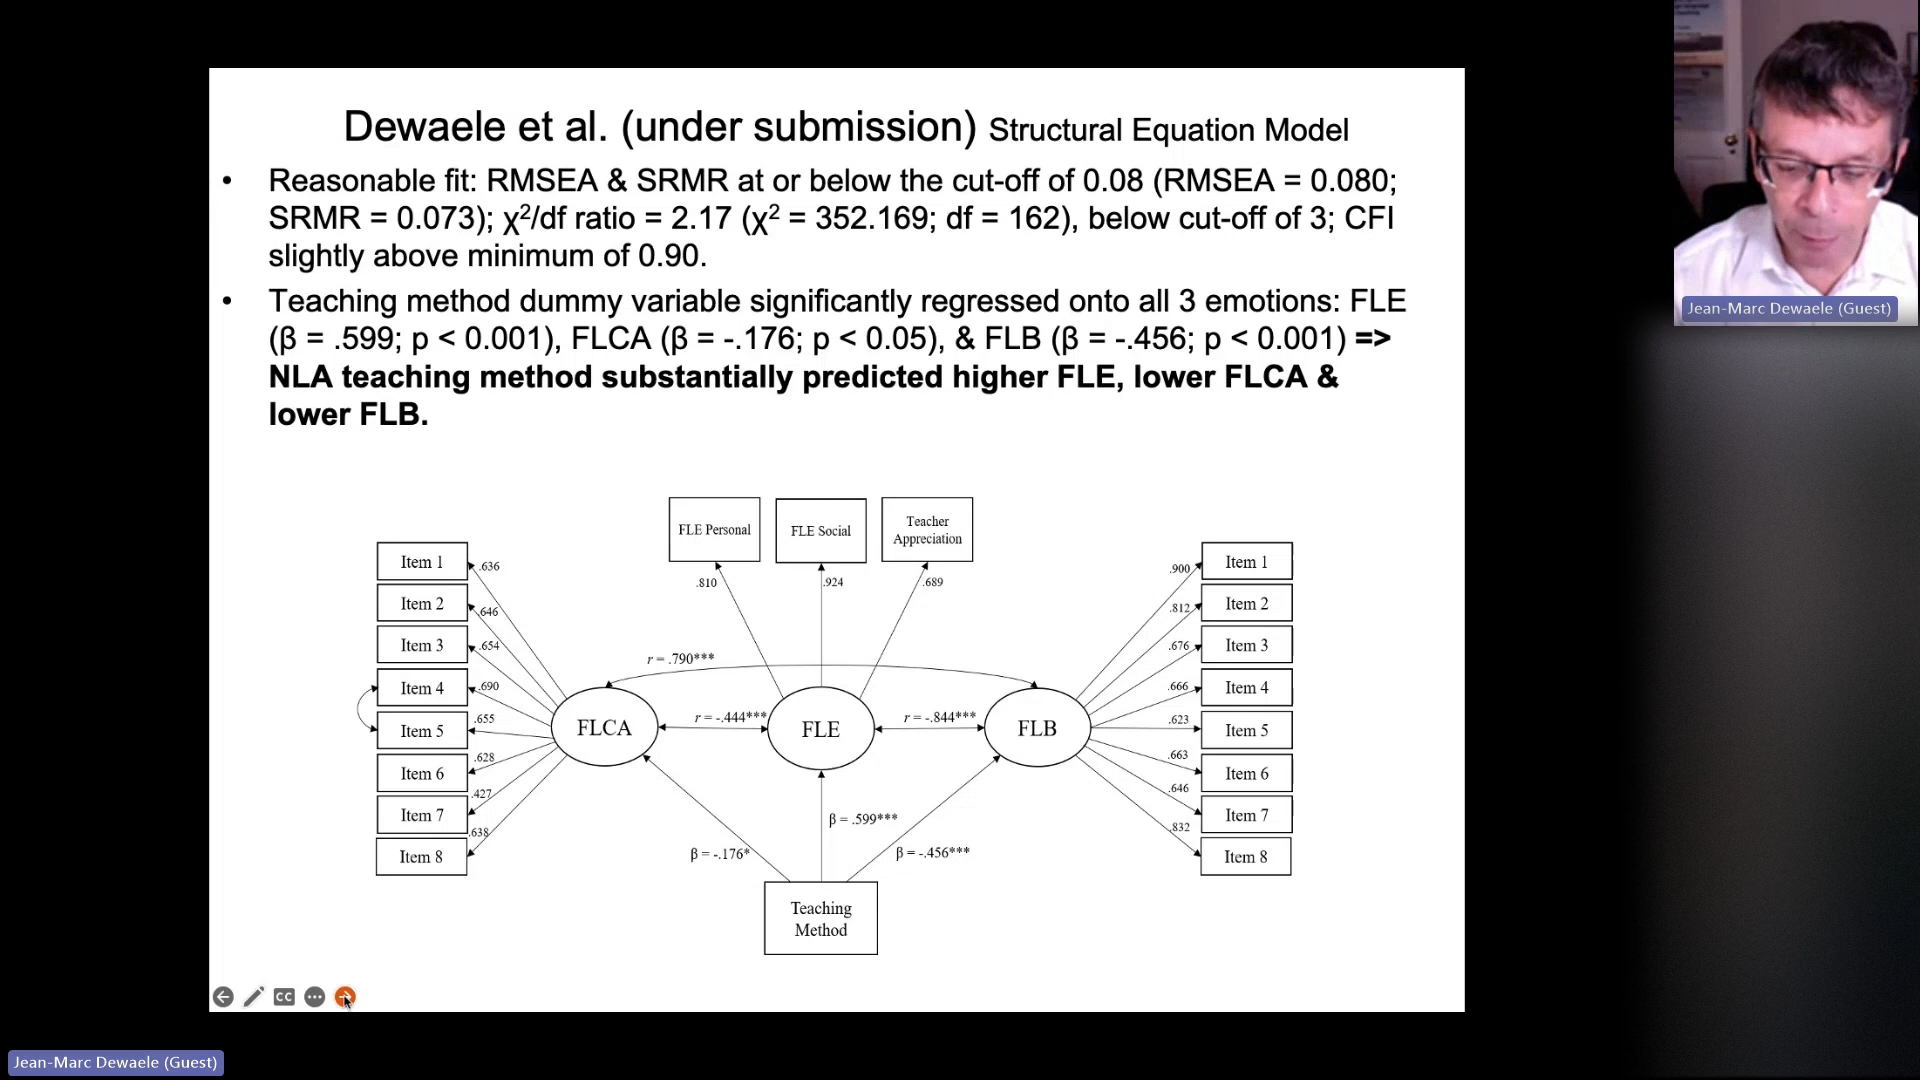 Dewaele et al. (under submission) Structural Equation Model
• Reasonable fit: RMSEA & SRMR at or below the cut-off of 0.08 (RMSEA = 0.080;
SRMR = 0.073); χ²/df ratio = 2.17 (χ² = 352.169; df = 162), below cut-off of 3; CFI
slightly above minimum of 0.90.
• Teaching method dummy variable significantly regressed onto all 3 emotions: FLE
(β = .599; p < 0.001), FLCA (β = -.176; p < 0.05), & FLB (β = -.456; p < 0.001) =>
NLA teaching method substantially predicted higher FLE, lower FLCA &
lower FLB.
FLE Personal
FLE Social
Teacher
Appreciation
.810
.924
.689
Item 1
Item 2
Item 3
Item 4
Item 5
Item 6
Item 7
Item 8
.636
.646
.654
.690
.655
.628
.427
.638
r = .790***
FLCA
r = -.444***
FLE
r = -.844***
FLB
.900
.812
.676
.666
.623
.663
.646
.832
Item 1
Item 2
Item 3
Item 4
Item 5
Item 6
Item 7
Item 8
β = .599***
β = -.176*
β = -.456***
Teaching
Method
CC
Jean-Marc Dewaele (Guest)
Jean-Marc Dewaele (Guest)